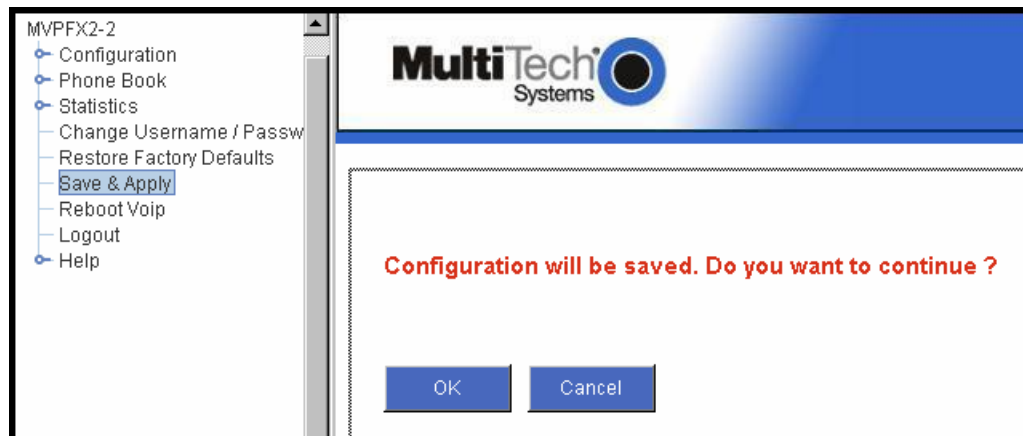 MVPFX2-2
Configuration
Phone Book
Statistics
Change Username / Passw
Restore Factory Defaults
Save & Apply
Reboot Voip
Logout
Help
MultiTech
Systems
Configuration will be saved. Do you want to continue ?
OK
Cancel